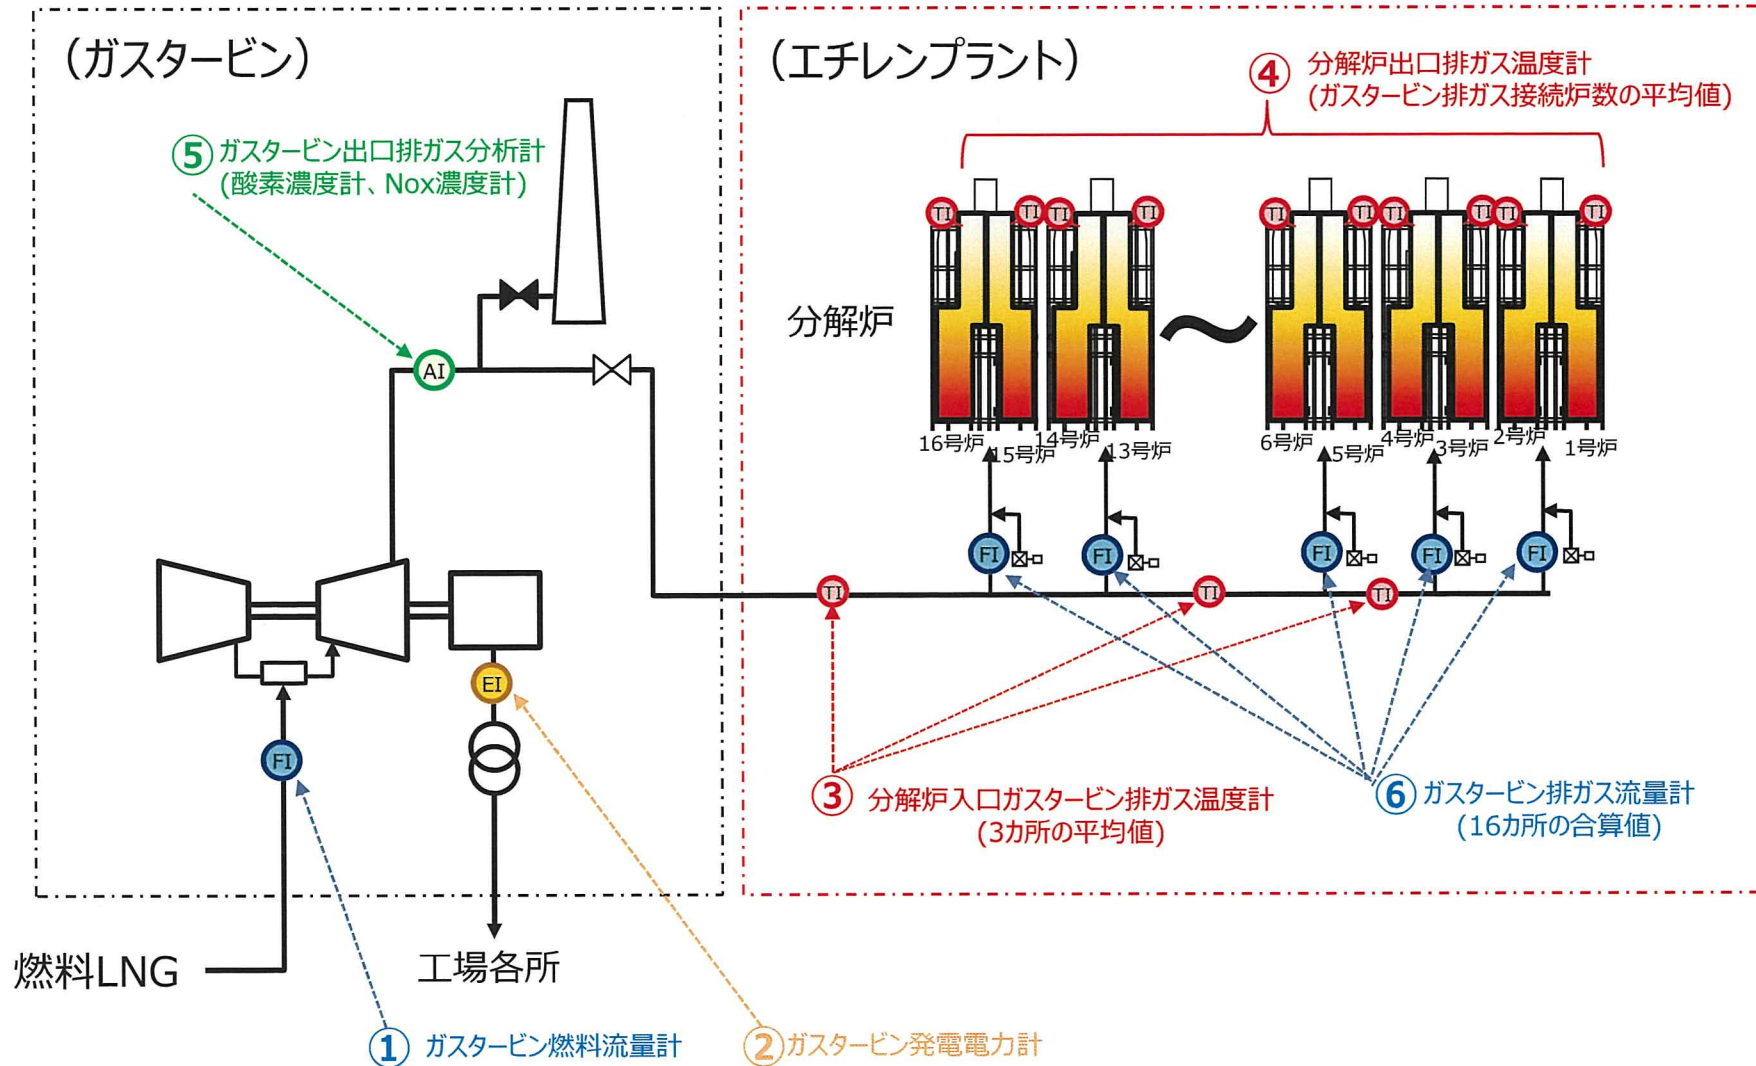 （ガスタービン）
（エチレンプラント）
④ 分解炉出口排ガス温度計
(ガスタービン排ガス接続炉数の平均値)
⑤ ガスタービン出口排ガス分析計
(酸素濃度計、Nox濃度計)
TI TI TI TI TI TI TI TI TI TI
分解炉
AI
16号炉 15号炉 14号炉 13号炉 6号炉 5号炉 4号炉 3号炉 2号炉 1号炉
FI FI FI FI FI
TI TI TI
EI
FI
③ 分解炉入口ガスタービン排ガス温度計
(3カ所の平均値)
⑥ ガスタービン排ガス流量計
(16カ所の合算値)
燃料LNG
工場各所
① ガスタービン燃料流量計
② ガスタービン発電電力計